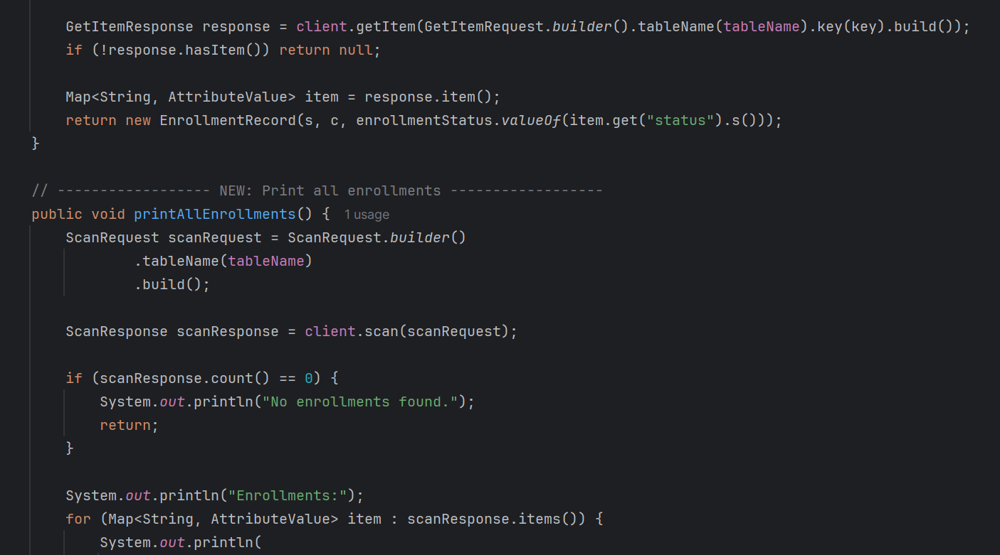 GetItemResponse response = client.getItem(GetItemRequest.builder().tableName(tableName).key(key).build());
if (!response.hasItem()) return null;
Map<String, AttributeValue> item = response.item();
return new EnrollmentRecord(s, c, enrollmentStatus.valueOf(item.get("status").s()));
}
// ------------------ NEW: Print all enrollments ------------------
public void printAllEnrollments() { 1 usage
ScanRequest scanRequest = ScanRequest.builder()
.tableName(tableName)
.build();
ScanResponse scanResponse = client.scan(scanRequest);
if (scanResponse.count() == 0) {
System.out.println("No enrollments found.");
return;
}
System.out.println("Enrollments:");
for (Map<String, AttributeValue> item : scanResponse.items()) {
System.out.println(